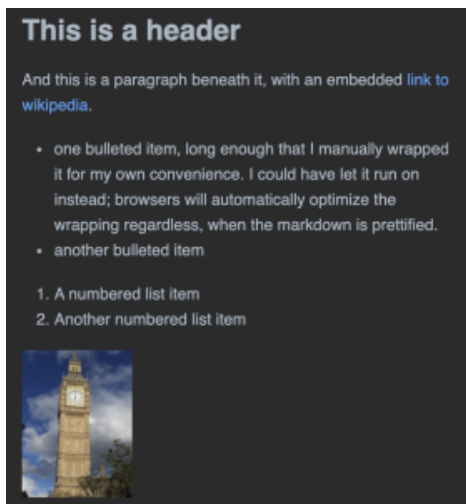 This is a header
And this is a paragraph beneath it, with an embedded link to
wikipedia.
• one bulleted item, long enough that I manually wrapped
it for my own convenience. I could have let it run on
instead; browsers will automatically optimize the
wrapping regardless, when the markdown is prettified.
• another bulleted item
1. A numbered list item
2. Another numbered list item